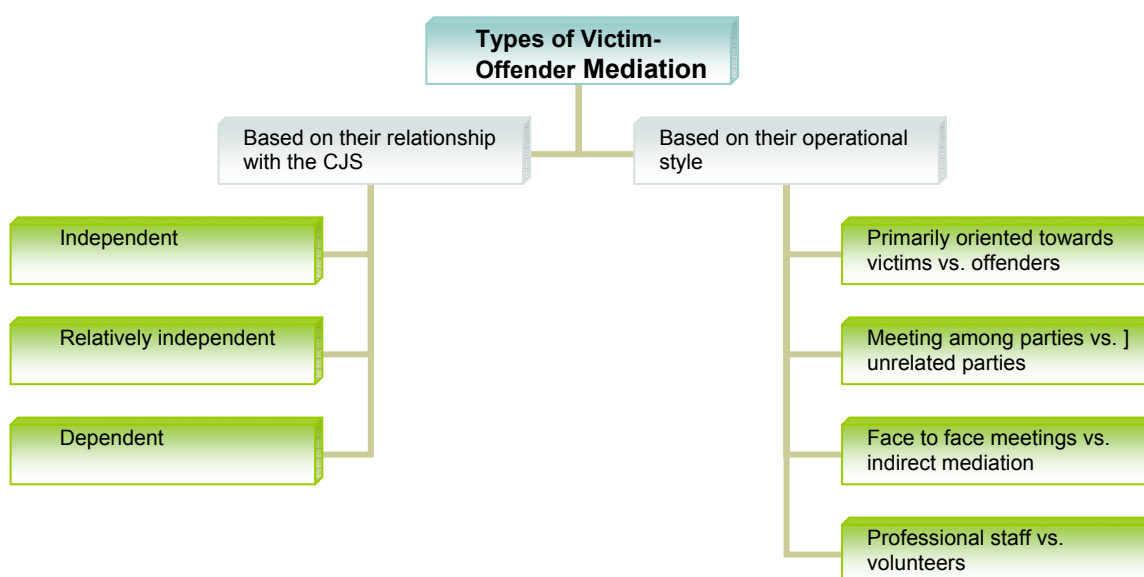 Types of Victim-
Offender Mediation
Based on their relationship
with the CJS
Based on their operational
style
Independent
Relatively independent
Dependent
Primarily oriented towards
victims vs. offenders
Meeting among parties vs. ]
unrelated parties
Face to face meetings vs.
indirect mediation
Professional staff vs.
volunteers